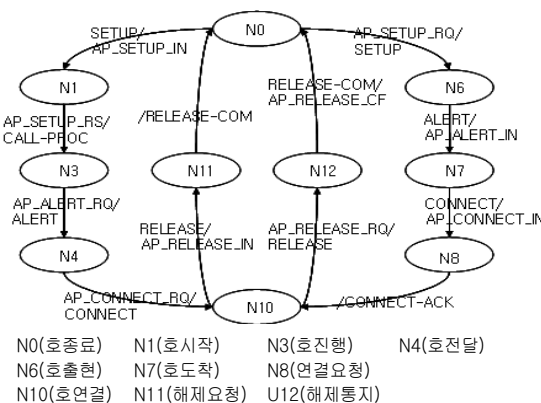 N0
SETUP/
AP_SETUP_IN
AP_SETUP_RQ/
SETUP
N1
N6
RELEASE-COM/
AP_RELEASE_CF
/RELEASE-COM
AP_SETUP_RS/
CALL-PROC
ALERT/
AP_ALERT_IN
N3
N11
N12
N7
AP_ALERT_RQ/
ALERT
CONNECT/
AP_CONNECT_IN
RELEASE/
AP_RELEASE_IN
AP_RELEASE_RQ/
RELEASE
N4
N8
AP_CONNECT_RQ/
CONNECT
N10
/CONNECT-ACK
N0(호종료) N1(호시작) N3(호진행) N4(호전달)
N6(호출현) N7(호도착) N8(연결요청)
N10(호연결) N11(해제요청) U12(해제통지)